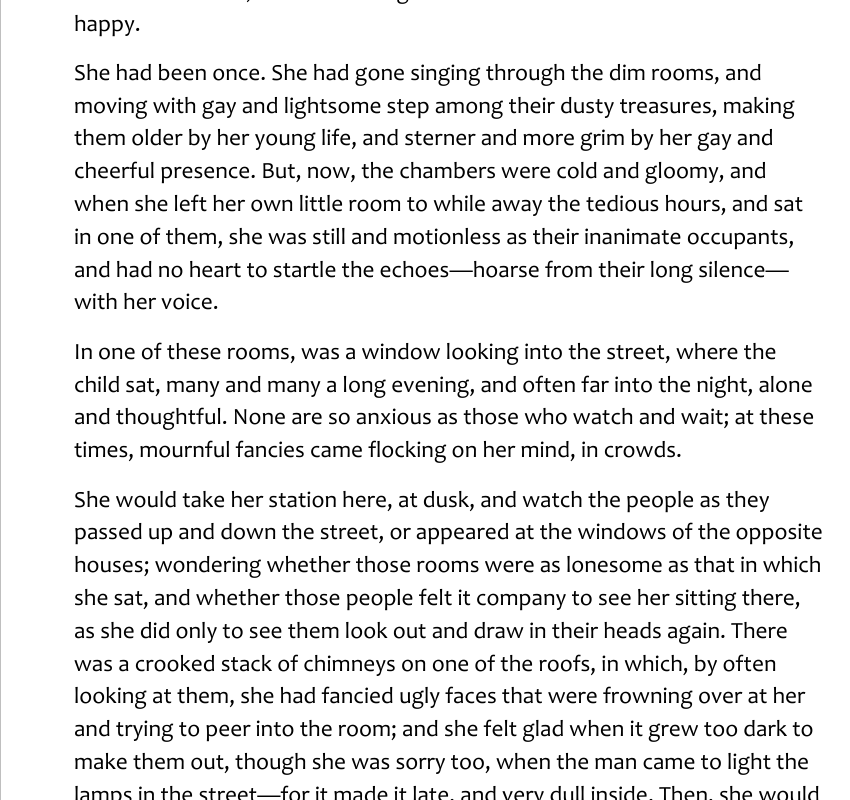 happy.
She had been once. She had gone singing through the dim rooms, and
moving with gay and lightsome step among their dusty treasures, making
them older by her young life, and sterner and more grim by her gay and
cheerful presence. But, now, the chambers were cold and gloomy, and
when she left her own little room to while away the tedious hours, and sat
in one of them, she was still and motionless as their inanimate occupants,
and had no heart to startle the echoes—hoarse from their long silence—
with her voice.
In one of these rooms, was a window looking into the street, where the
child sat, many and many a long evening, and often far into the night, alone
and thoughtful. None are so anxious as those who watch and wait; at these
times, mournful fancies came flocking on her mind, in crowds.
She would take her station here, at dusk, and watch the people as they
passed up and down the street, or appeared at the windows of the opposite
houses; wondering whether those rooms were as lonesome as that in which
she sat, and whether those people felt it company to see her sitting there,
as she did only to see them look out and draw in their heads again. There
was a crooked stack of chimneys on one of the roofs, in which, by often
looking at them, she had fancied ugly faces that were frowning over at her
and trying to peer into the room; and she felt glad when it grew too dark to
make them out, though she was sorry too, when the man came to light the
lamps in the street—for it made it late, and very dull inside. Then, she would